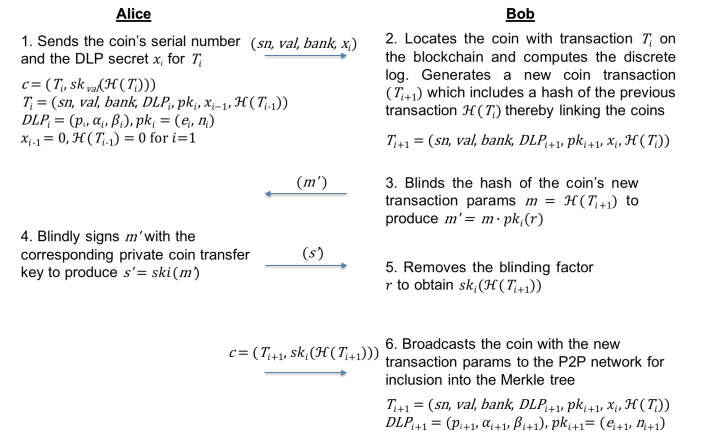 Alice
Bob
1. Sends the coin's serial number
and the DLP secret xᵢ for Tᵢ
(sn, val, bank, xᵢ)
c= (Tᵢ, sk_val(ℋ(Tᵢ)))
Tᵢ = (sn, val, bank, DLPᵢ, pkᵢ, xᵢ₋₁, ℋ(Tᵢ₋₁))
DLPᵢ = (pᵢ, αᵢ, βᵢ), pkᵢ = (eᵢ, nᵢ)
xᵢ₋₁ = 0, ℋ(Tᵢ₋₁) = 0 for i=1
2. Locates the coin with transaction Tᵢ on
the blockchain and computes the discrete
log. Generates a new coin transaction
(Tᵢ₊₁) which includes a hash of the previous
transaction ℋ(Tᵢ) thereby linking the coins
Tᵢ₊₁ = (sn, val, bank, DLPᵢ₊₁, pkᵢ₊₁, xᵢ, ℋ(Tᵢ))
(m′)
3. Blinds the hash of the coin's new
transaction params m = ℋ(Tᵢ₊₁) to
produce m′ = m· pkᵢ(r)
4. Blindly signs m′with the
corresponding private coin transfer
key to produce s′= ski(m′)
(s′)
5. Removes the blinding factor
r to obtain skᵢ(ℋ(Tᵢ₊₁))
c= (Tᵢ₊₁, skᵢ(ℋ(Tᵢ₊₁)))
6. Broadcasts the coin with the new
transaction params to the P2P network for
inclusion into the Merkle tree
Tᵢ₊₁ = (sn, val, bank, DLPᵢ₊₁, pkᵢ₊₁, xᵢ, ℋ(Tᵢ))
DLPᵢ₊₁ = (pᵢ₊₁, αᵢ₊₁, βᵢ₊₁), pkᵢ₊₁= (eᵢ₊₁, nᵢ₊₁)